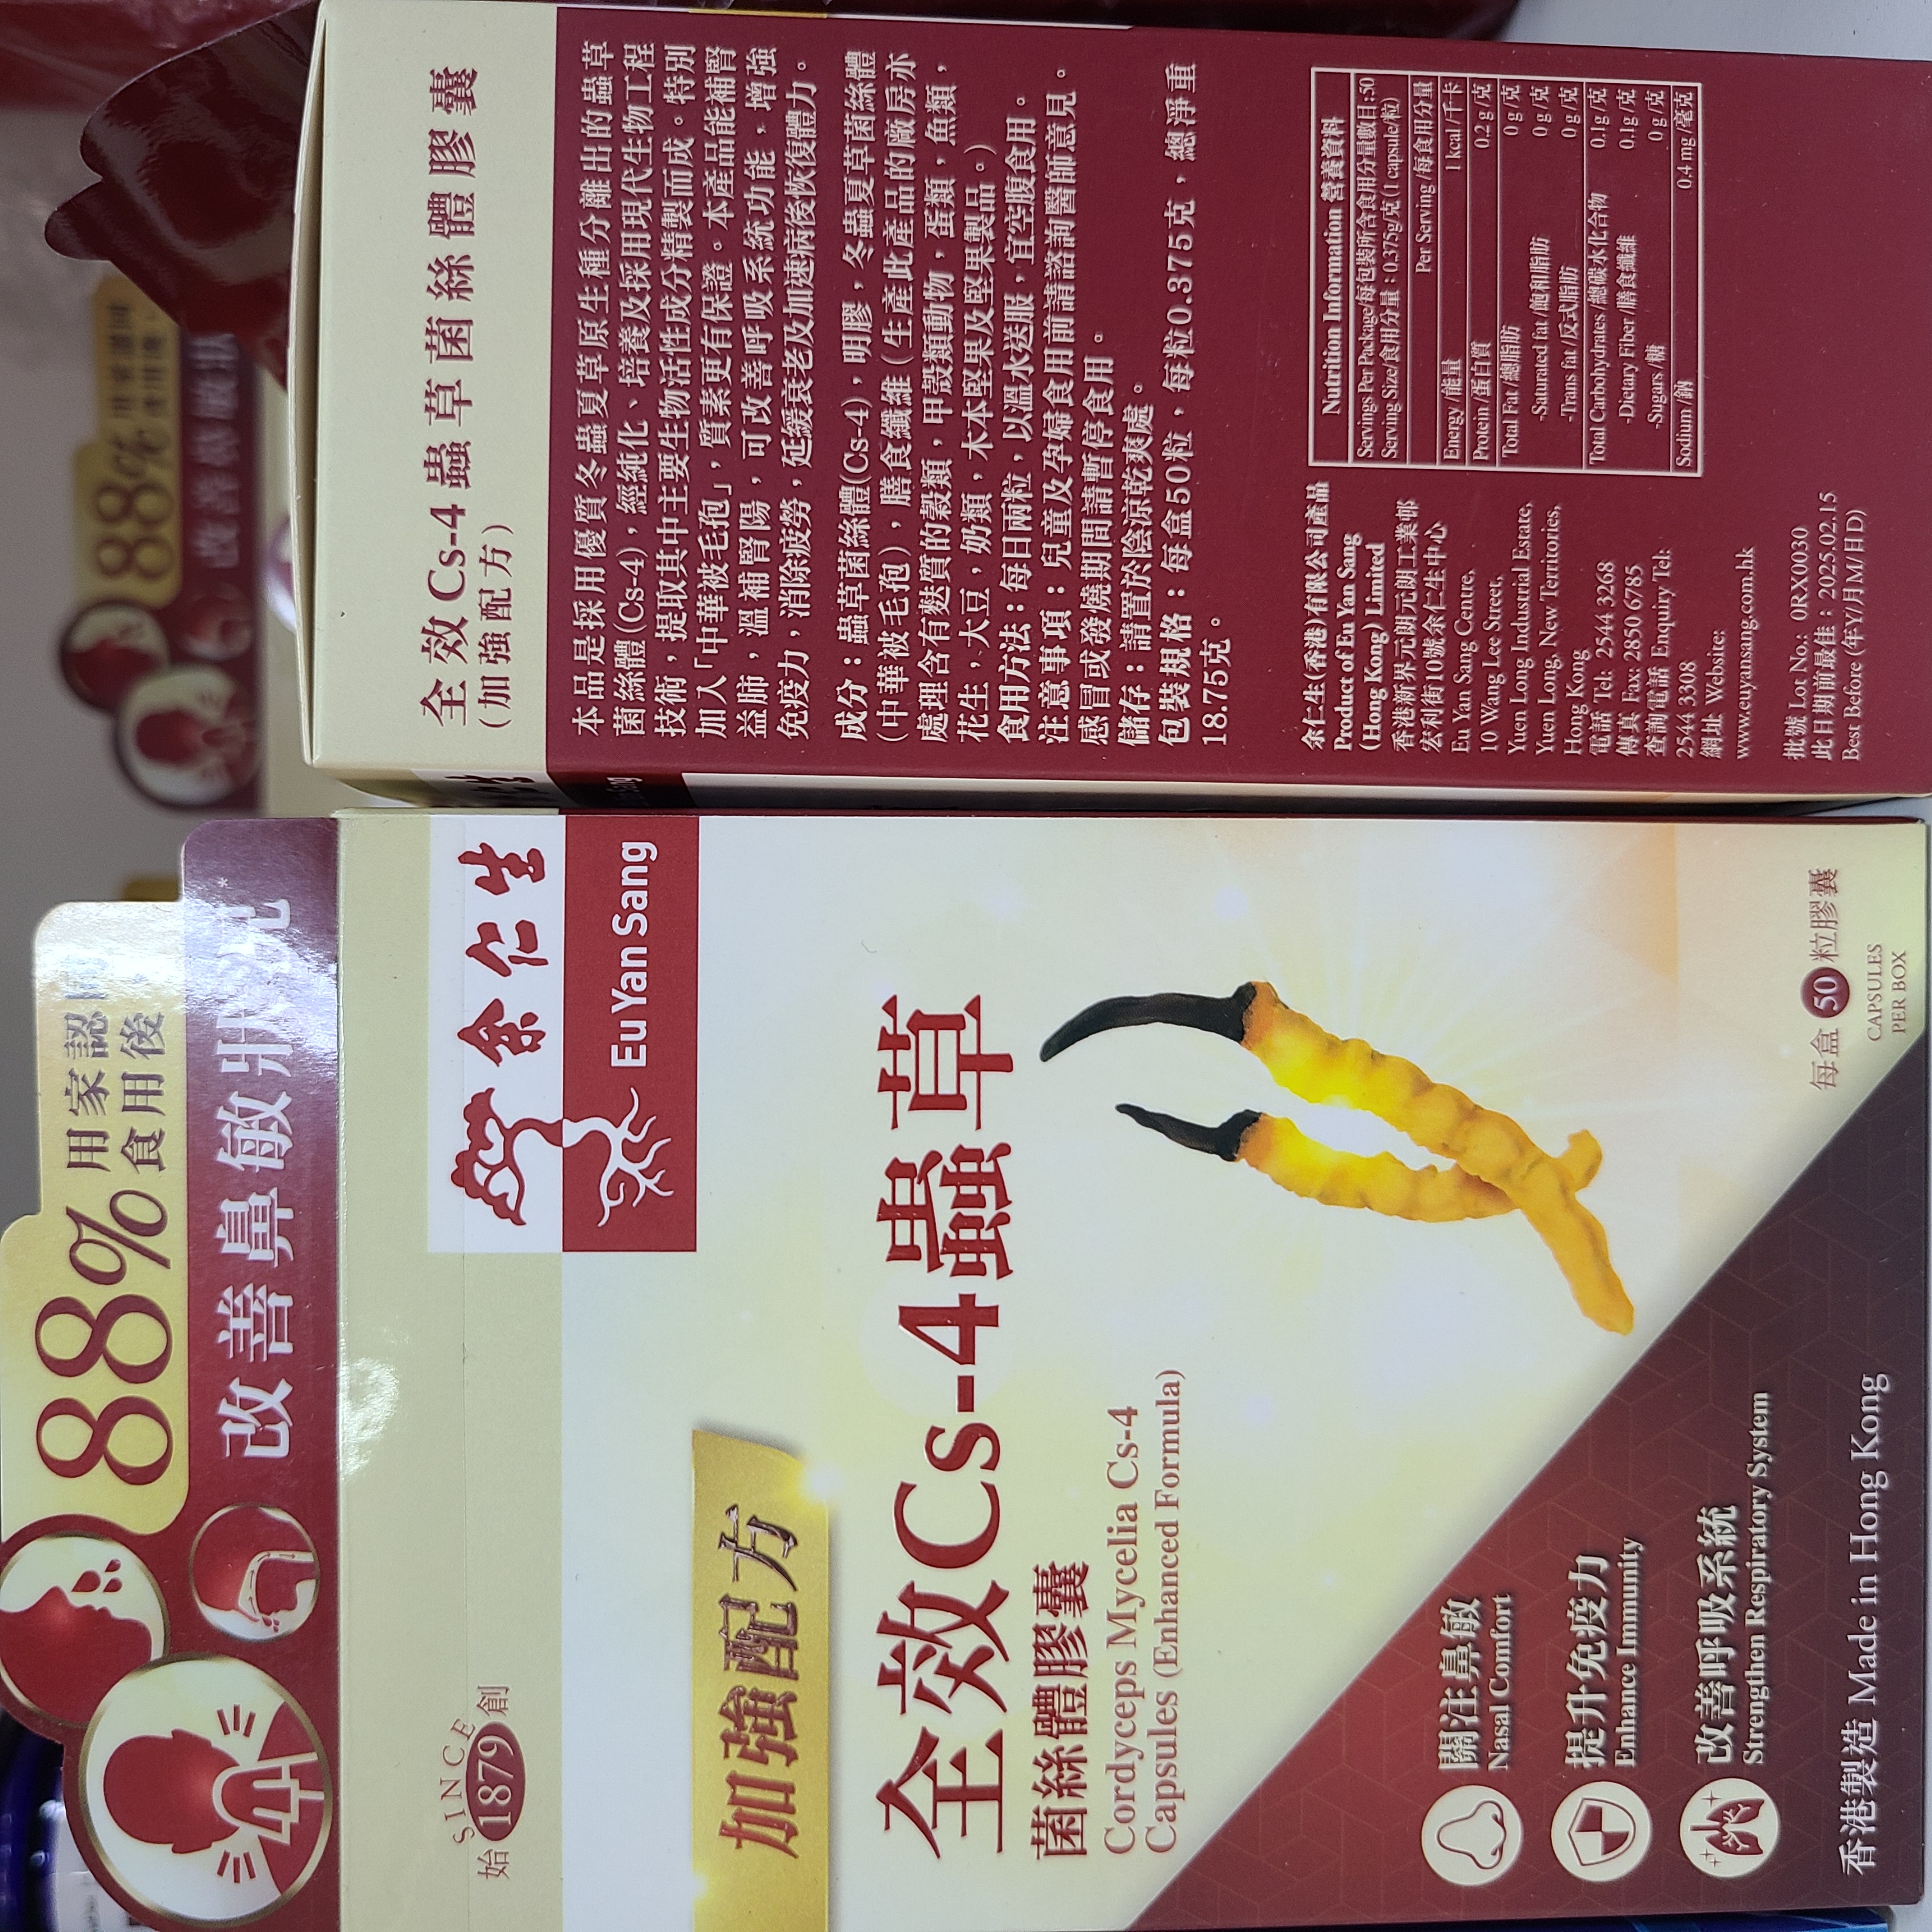 88%
用家認同
食用後
改善鼻敏狀況*
SINCE
始1879創
余仁生
Eu Yan Sang
加強配方
全效Cs-4蟲草
菌絲體膠囊
Cordyceps Mycelia Cs-4
Capsules (Enhanced Formula)
關注鼻敏
Nasal Comfort
提升免疫力
Enhance Immunity
改善呼吸系統
Strengthen Respiratory System
每盒50粒膠囊
CAPSULES
PER BOX
香港製造 Made in Hong Kong
全效Cs-4蟲草菌絲體膠囊
(加強配方)
本品是採用優質冬蟲夏草原生種分離出的蟲草
菌絲體(Cs-4)，經純化、培養及採用現代生物工程
技術，提取其中主要生物活性成分精製而成。特別
加入「中華被毛孢」，質素更有保證。本產品能補腎
益肺，溫補腎陽，可改善呼吸系統功能，增強
免疫力，消除疲勞，延緩衰老及加速病後恢復體力。
成分：蟲草菌絲體(Cs-4)，明膠，冬蟲夏草菌絲體
(中華被毛孢)，膳食纖維（生產此產品的廠房亦
處理含有麩質的穀類，甲殼類動物，蛋類，魚類，
花生，大豆，奶類，木本堅果及堅果製品。）
食用方法：每日兩粒，以溫水送服，宜空腹食用。
注意事項：兒童及孕婦食用前請諮詢醫師意見。
感冒或發燒期間請暫停食用。
儲存：請置於陰涼乾爽處。
包裝規格：每盒50粒，每粒0.375克，總淨重
18.75克。
余仁生(香港)有限公司產品
Product of Eu Yan Sang
(Hong Kong) Limited
香港新界元朗元朗工業邨
宏利街10號余仁生中心
Eu Yan Sang Centre,
10 Wang Lee Street,
Yuen Long Industrial Estate,
Yuen Long, New Territories,
Hong Kong
電話 Tel: 2544 3268
傳真 Fax: 2850 6785
查詢電話 Enquiry Tel:
2544 3308
網址 Website:
www.euyansang.com.hk
批號 Lot No.: 0RX0030
此日期前最佳：2025.02.15
Best Before (年Y/月M/日D)
Nutrition Information 營養資料
Servings Per Package/每包裝所含食用分量數目:50
Serving Size/食用分量：0.375g/克(1 capsule/粒)
Per Serving /每食用分量
Energy /能量 1 kcal /千卡
Protein /蛋白質 0.2 g /克
Total Fat /總脂肪 0 g /克
-Saturated fat /飽和脂肪 0 g /克
-Trans fat /反式脂肪 0 g /克
Total Carbohydrates /總碳水化合物 0.1g /克
-Dietary Fiber /膳食纖維 0.1g /克
-Sugars /糖 0 g /克
Sodium /鈉 0.4 mg /毫克
88%
改善鼻敏狀